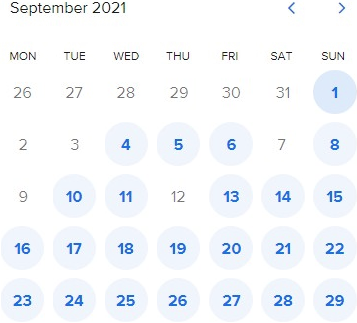 September 2021
MON TUE WED THU FRI SAT SUN
26 27 28 29 30 31 1
2 3 4 5 6 7 8
9 10 11 12 13 14 15
16 17 18 19 20 21 22
23 24 25 26 27 28 29